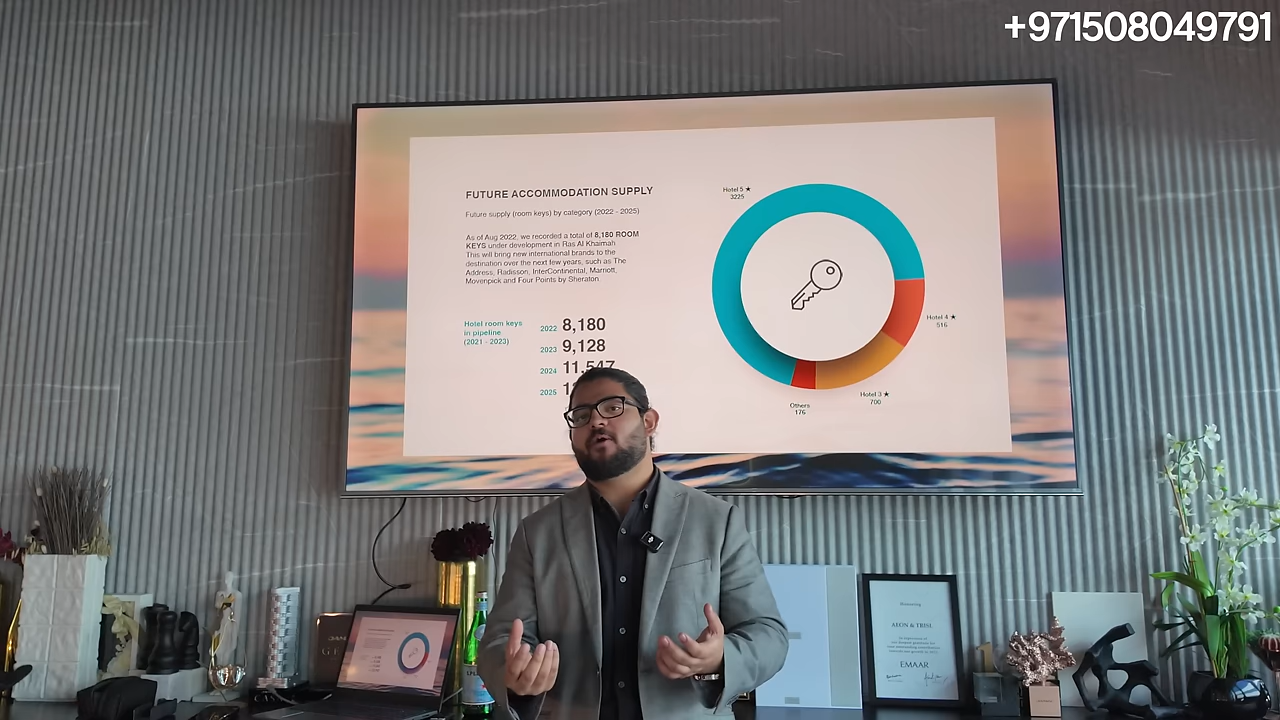 +971508049791
FUTURE ACCOMMODATION SUPPLY
Future supply (room keys) by category (2022 - 2025)
As of Aug 2022, we recorded a total of 8,180 ROOM
KEYS under development in Ras Al Khaimah
This will bring new international brands to the
destination over the next few years, such as The
Address, Radisson, InterContinental, Marriott,
Movenpick and Four Points by Sheraton
Hotel room keys
in pipeline
(2021 - 2023)
2022 8,180
2023 9,128
2024 11,547
2025
Hotel 5 ★
3225
Hotel 4 ★
516
Hotel 3 ★
700
Others
176
AEON & TRISL
EMAAR